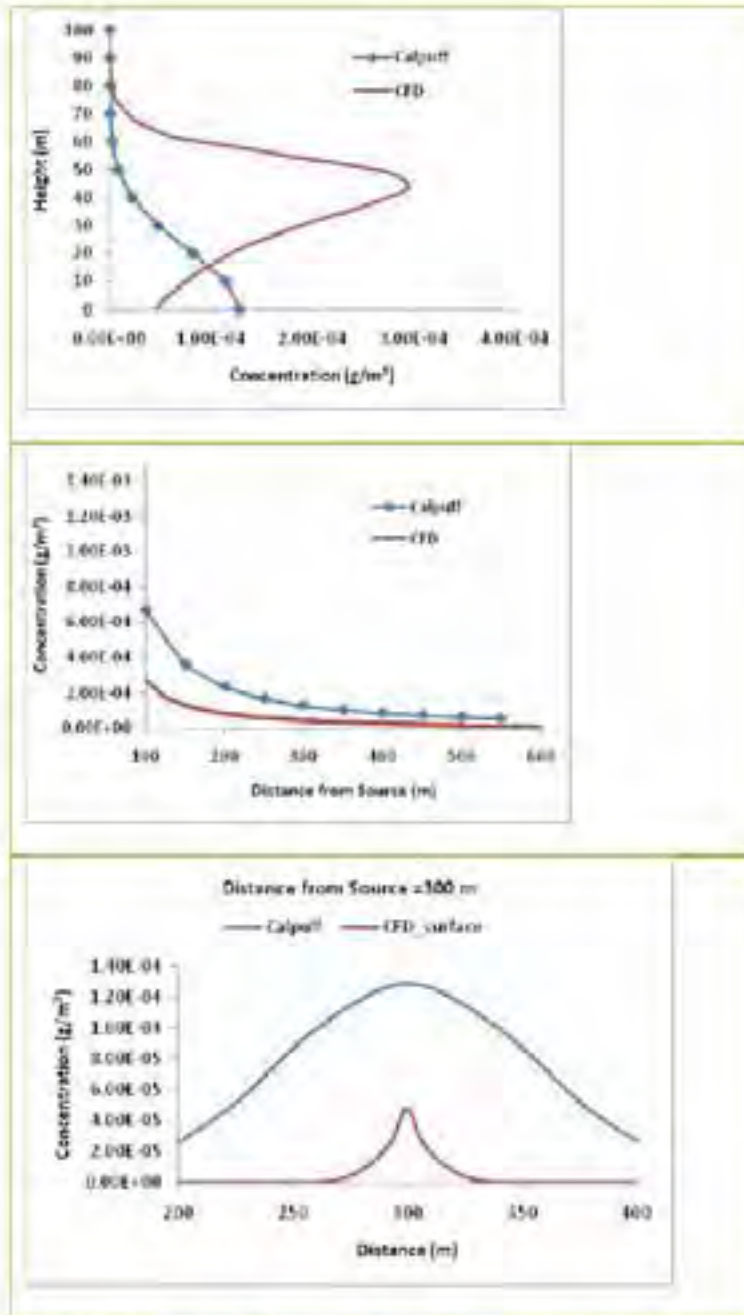 100
90
80
70
60
50
40
30
20
10
0
Height (m)
Calpuff
CFD
0.00E+00 1.00E-04 2.00E-04 3.00E-04 4.00E-04
Concentration (g/m³)
1.40E-03
1.20E-03
1.00E-03
8.00E-04
6.00E-04
4.00E-04
2.00E-04
0.00E+00
Concentration (g/m³)
Calpuff
CFD
100 200 300 400 500 600
Distance from Source (m)
Distance from Source =300 m
Calpuff CFD_surface
1.40E-04
1.20E-04
1.00E-04
8.00E-05
6.00E-05
4.00E-05
2.00E-05
0.00E+00
Concentration (g/m³)
200 250 300 350 400
Distance (m)